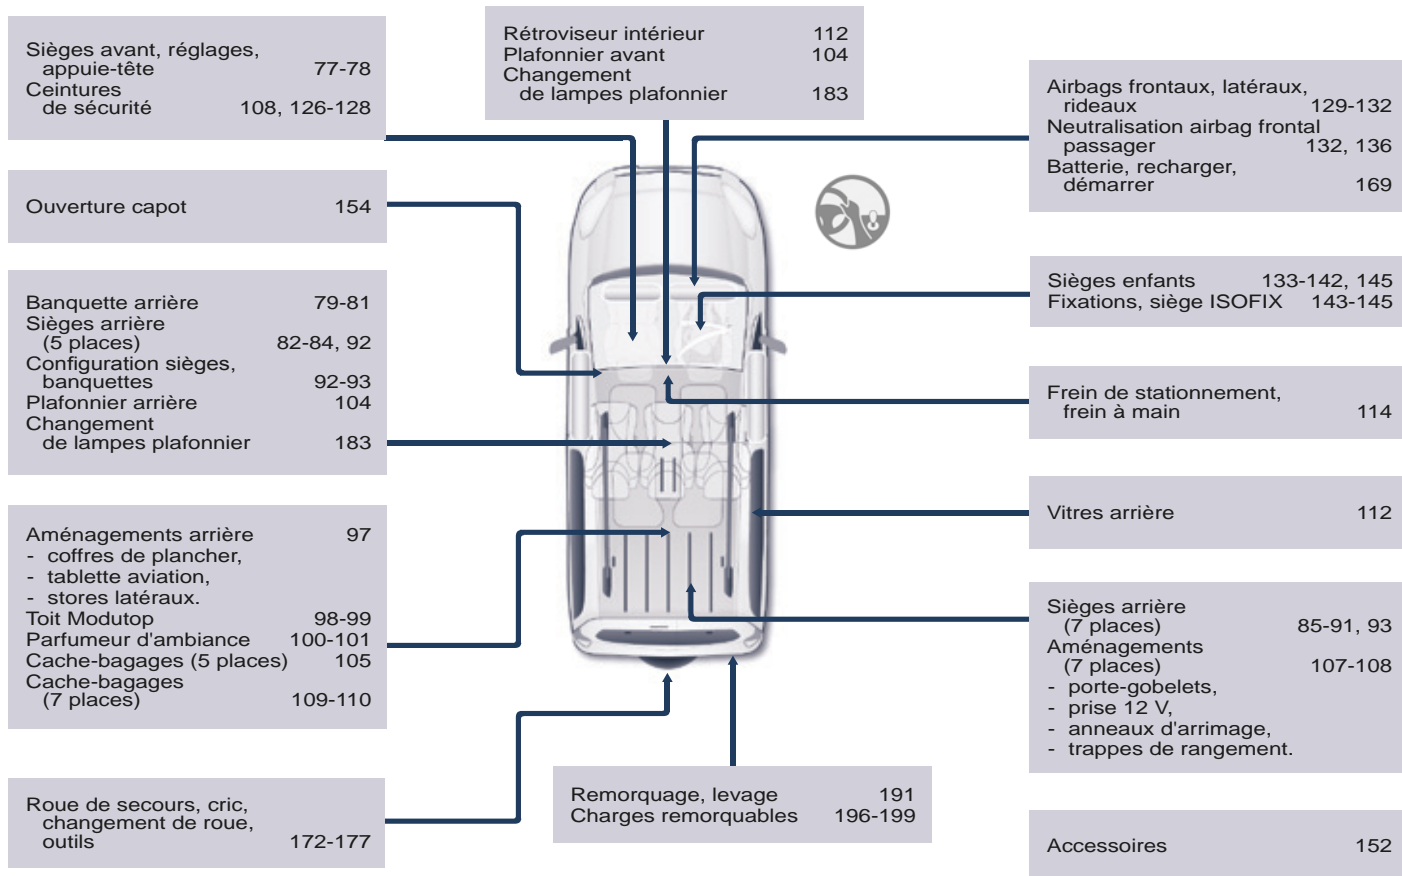 Sièges avant, réglages,
appuie-tête 77-78
Ceintures
de sécurité 108, 126-128
Ouverture capot 154
Banquette arrière 79-81
Sièges arrière
(5 places) 82-84, 92
Configuration sièges,
banquettes 92-93
Plafonnier arrière 104
Changement
de lampes plafonnier 183
Aménagements arrière 97
- coffres de plancher,
- tablette aviation,
- stores latéraux.
Toit Modutop 98-99
Parfumeur d'ambiance 100-101
Cache-bagages (5 places) 105
Cache-bagages
(7 places) 109-110
Roue de secours, cric,
changement de roue,
outils 172-177
Rétroviseur intérieur 112
Plafonnier avant 104
Changement
de lampes plafonnier 183
Remorquage, levage 191
Charges remorquables 196-199
Airbags frontaux, latéraux,
rideaux 129-132
Neutralisation airbag frontal
passager 132, 136
Batterie, recharger,
démarrer 169
Sièges enfants 133-142, 145
Fixations, siège ISOFIX 143-145
Frein de stationnement,
frein à main 114
Vitres arrière 112
Sièges arrière
(7 places) 85-91, 93
Aménagements
(7 places) 107-108
- porte-gobelets,
- prise 12 V,
- anneaux d'arrimage,
- trappes de rangement.
Accessoires 152